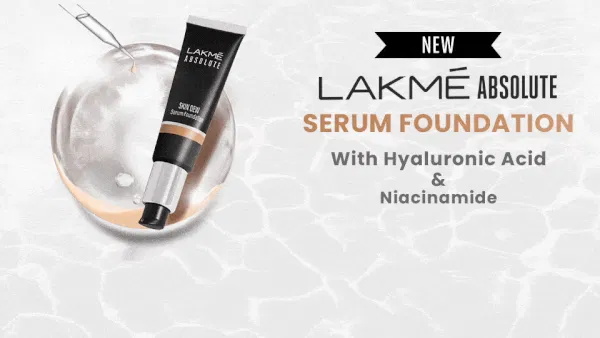 LAKMÉ
ABSOLUTE
SKIN DEW
Serum Foundation
NEW
LAKMÉ ABSOLUTE
SERUM FOUNDATION
With Hyaluronic Acid
&
Niacinamide